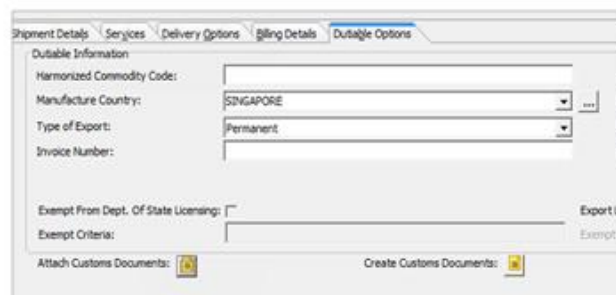 Shipment Details Services Delivery Options Billing Details Dutiable Options
Dutiable Information
Harmonized Commodity Code:
Manufacture Country: SINGAPORE ...
Type of Export: Permanent
Invoice Number:
Exempt From Dept. Of State Licensing: Export
Exempt Criteria: Exempt
Attach Customs Documents: Create Customs Documents: